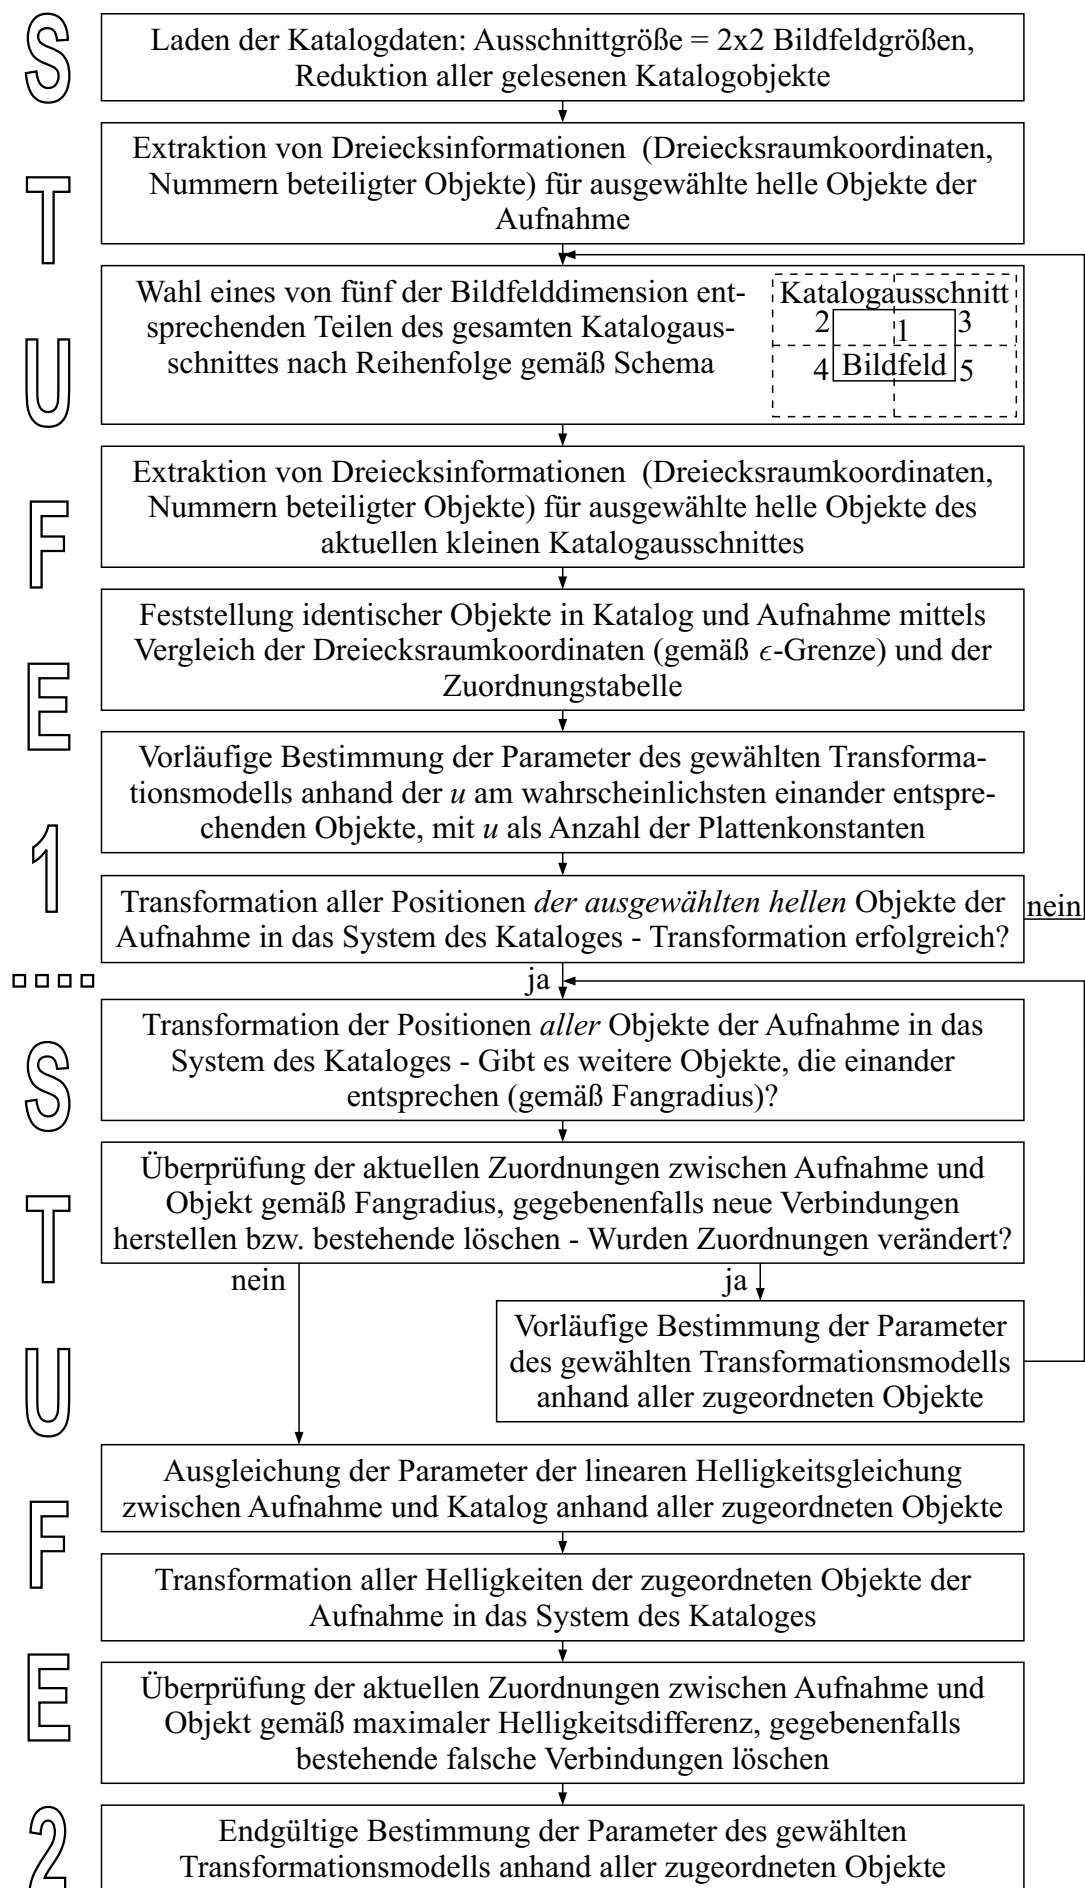 STUFE 1
Laden der Katalogdaten: Ausschnittgröße = 2x2 Bildfeldgrößen,
Reduktion aller gelesenen Katalogobjekte
Extraktion von Dreiecksinformationen (Dreiecksraumkoordinaten,
Nummern beteiligter Objekte) für ausgewählte helle Objekte der
Aufnahme
Wahl eines von fünf der Bildfelddimension ent-
sprechenden Teilen des gesamten Katalogaus-
schnittes nach Reihenfolge gemäß Schema
Katalogausschnitt
2 1 3
4 Bildfeld 5
Extraktion von Dreiecksinformationen (Dreiecksraumkoordinaten,
Nummern beteiligter Objekte) für ausgewählte helle Objekte des
aktuellen kleinen Katalogausschnittes
Feststellung identischer Objekte in Katalog und Aufnahme mittels
Vergleich der Dreiecksraumkoordinaten (gemäß ϵ-Grenze) und der
Zuordnungstabelle
Vorläufige Bestimmung der Parameter des gewählten Transforma-
tionsmodells anhand der u am wahrscheinlichsten einander entspre-
chenden Objekte, mit u als Anzahl der Plattenkonstanten
Transformation aller Positionen der ausgewählten hellen Objekte der
Aufnahme in das System des Kataloges - Transformation erfolgreich?
nein
ja
STUFE 2
Transformation der Positionen aller Objekte der Aufnahme in das
System des Kataloges - Gibt es weitere Objekte, die einander
entsprechen (gemäß Fangradius)?
Überprüfung der aktuellen Zuordnungen zwischen Aufnahme und
Objekt gemäß Fangradius, gegebenenfalls neue Verbindungen
herstellen bzw. bestehende löschen - Wurden Zuordnungen verändert?
nein
ja
Vorläufige Bestimmung der Parameter
des gewählten Transformationsmodells
anhand aller zugeordneten Objekte
Ausgleichung der Parameter der linearen Helligkeitsgleichung
zwischen Aufnahme und Katalog anhand aller zugeordneten Objekte
Transformation aller Helligkeiten der zugeordneten Objekte der
Aufnahme in das System des Kataloges
Überprüfung der aktuellen Zuordnungen zwischen Aufnahme und
Objekt gemäß maximaler Helligkeitsdifferenz, gegebenenfalls
bestehende falsche Verbindungen löschen
Endgültige Bestimmung der Parameter des gewählten
Transformationsmodells anhand aller zugeordneten Objekte